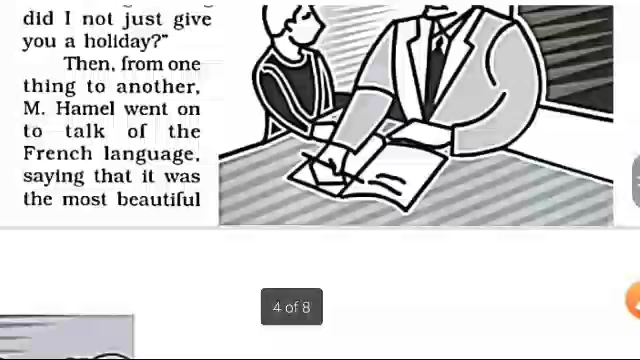 did I not just give
you a holiday?"
Then, from one
thing to another,
M. Hamel went on
to talk of the
French language,
saying that it was
the most beautiful
4 of 8